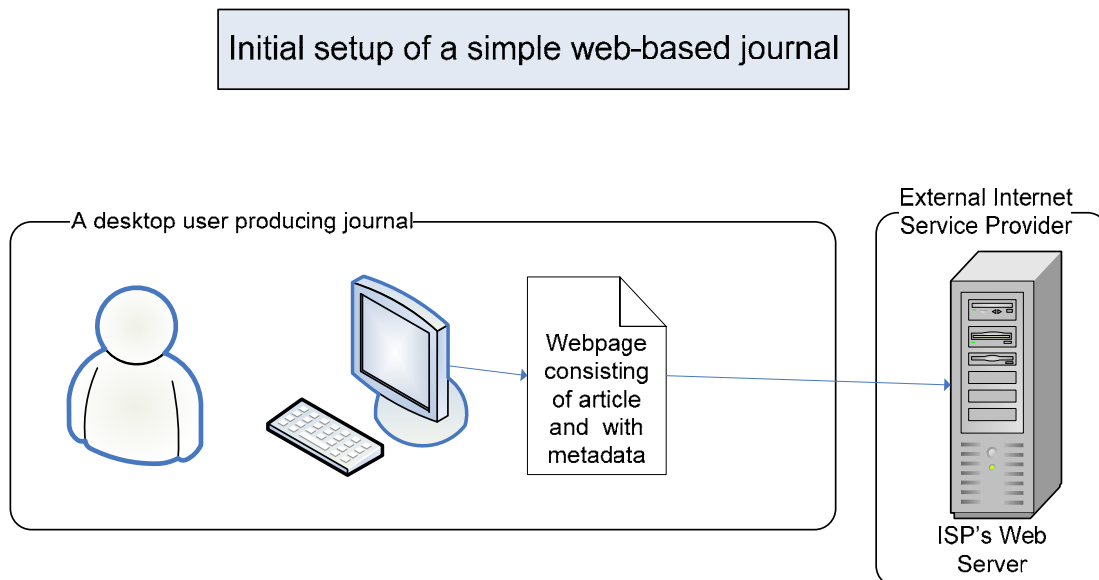 Initial setup of a simple web-based journal
A desktop user producing journal
External Internet
Service Provider
Webpage
consisting
of article
and with
metadata
ISP's Web
Server